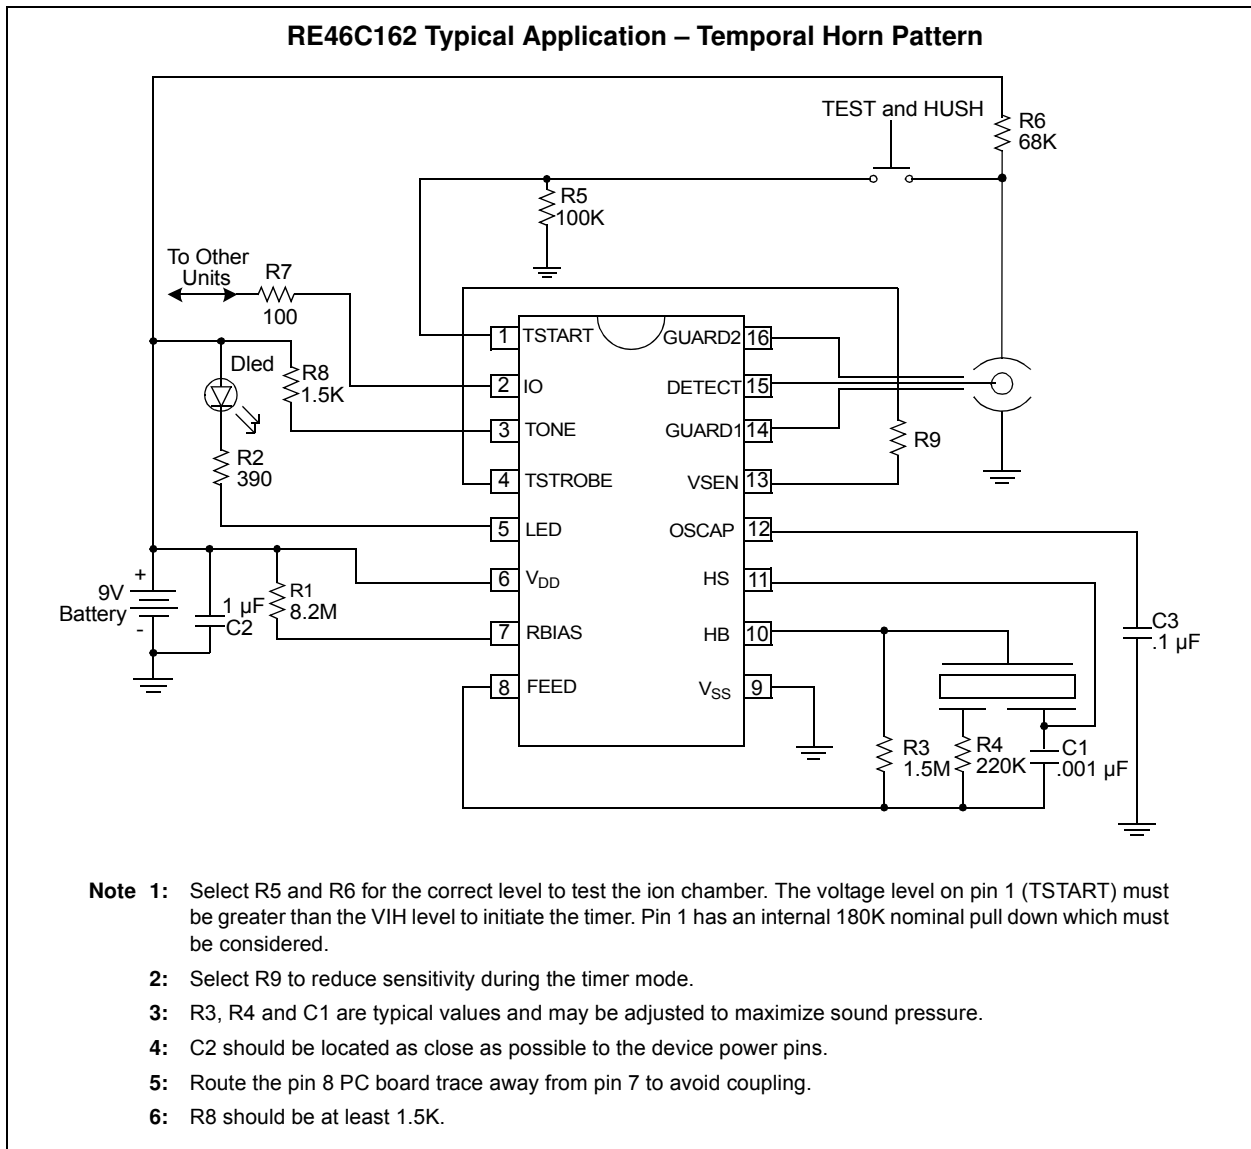 RE46C162 Typical Application – Temporal Horn Pattern
TEST and HUSH
R6
68K
R5
100K
To Other
Units
R7
100
Dled
R8
1.5K
R2
390
1 TSTART
2 IO
3 TONE
4 TSTROBE
5 LED
6 VDD
7 RBIAS
8 FEED
GUARD2 16
DETECT 15
GUARD1 14
VSEN 13
OSCAP 12
HS 11
HB 10
VSS 9
R9
+
9V
Battery
-
1 µF
C2
R1
8.2M
C3
.1 µF
R3
1.5M
R4
220K
C1
.001 µF
Note 1: Select R5 and R6 for the correct level to test the ion chamber. The voltage level on pin 1 (TSTART) must
be greater than the VIH level to initiate the timer. Pin 1 has an internal 180K nominal pull down which must
be considered.
2: Select R9 to reduce sensitivity during the timer mode.
3: R3, R4 and C1 are typical values and may be adjusted to maximize sound pressure.
4: C2 should be located as close as possible to the device power pins.
5: Route the pin 8 PC board trace away from pin 7 to avoid coupling.
6: R8 should be at least 1.5K.